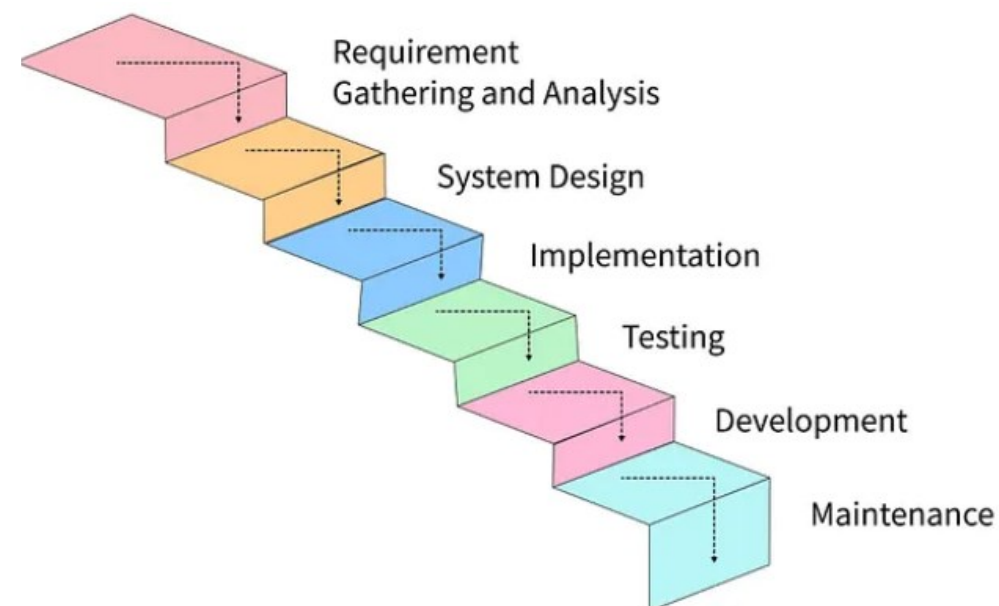 Requirement
Gathering and Analysis
System Design
Implementation
Testing
Development
Maintenance